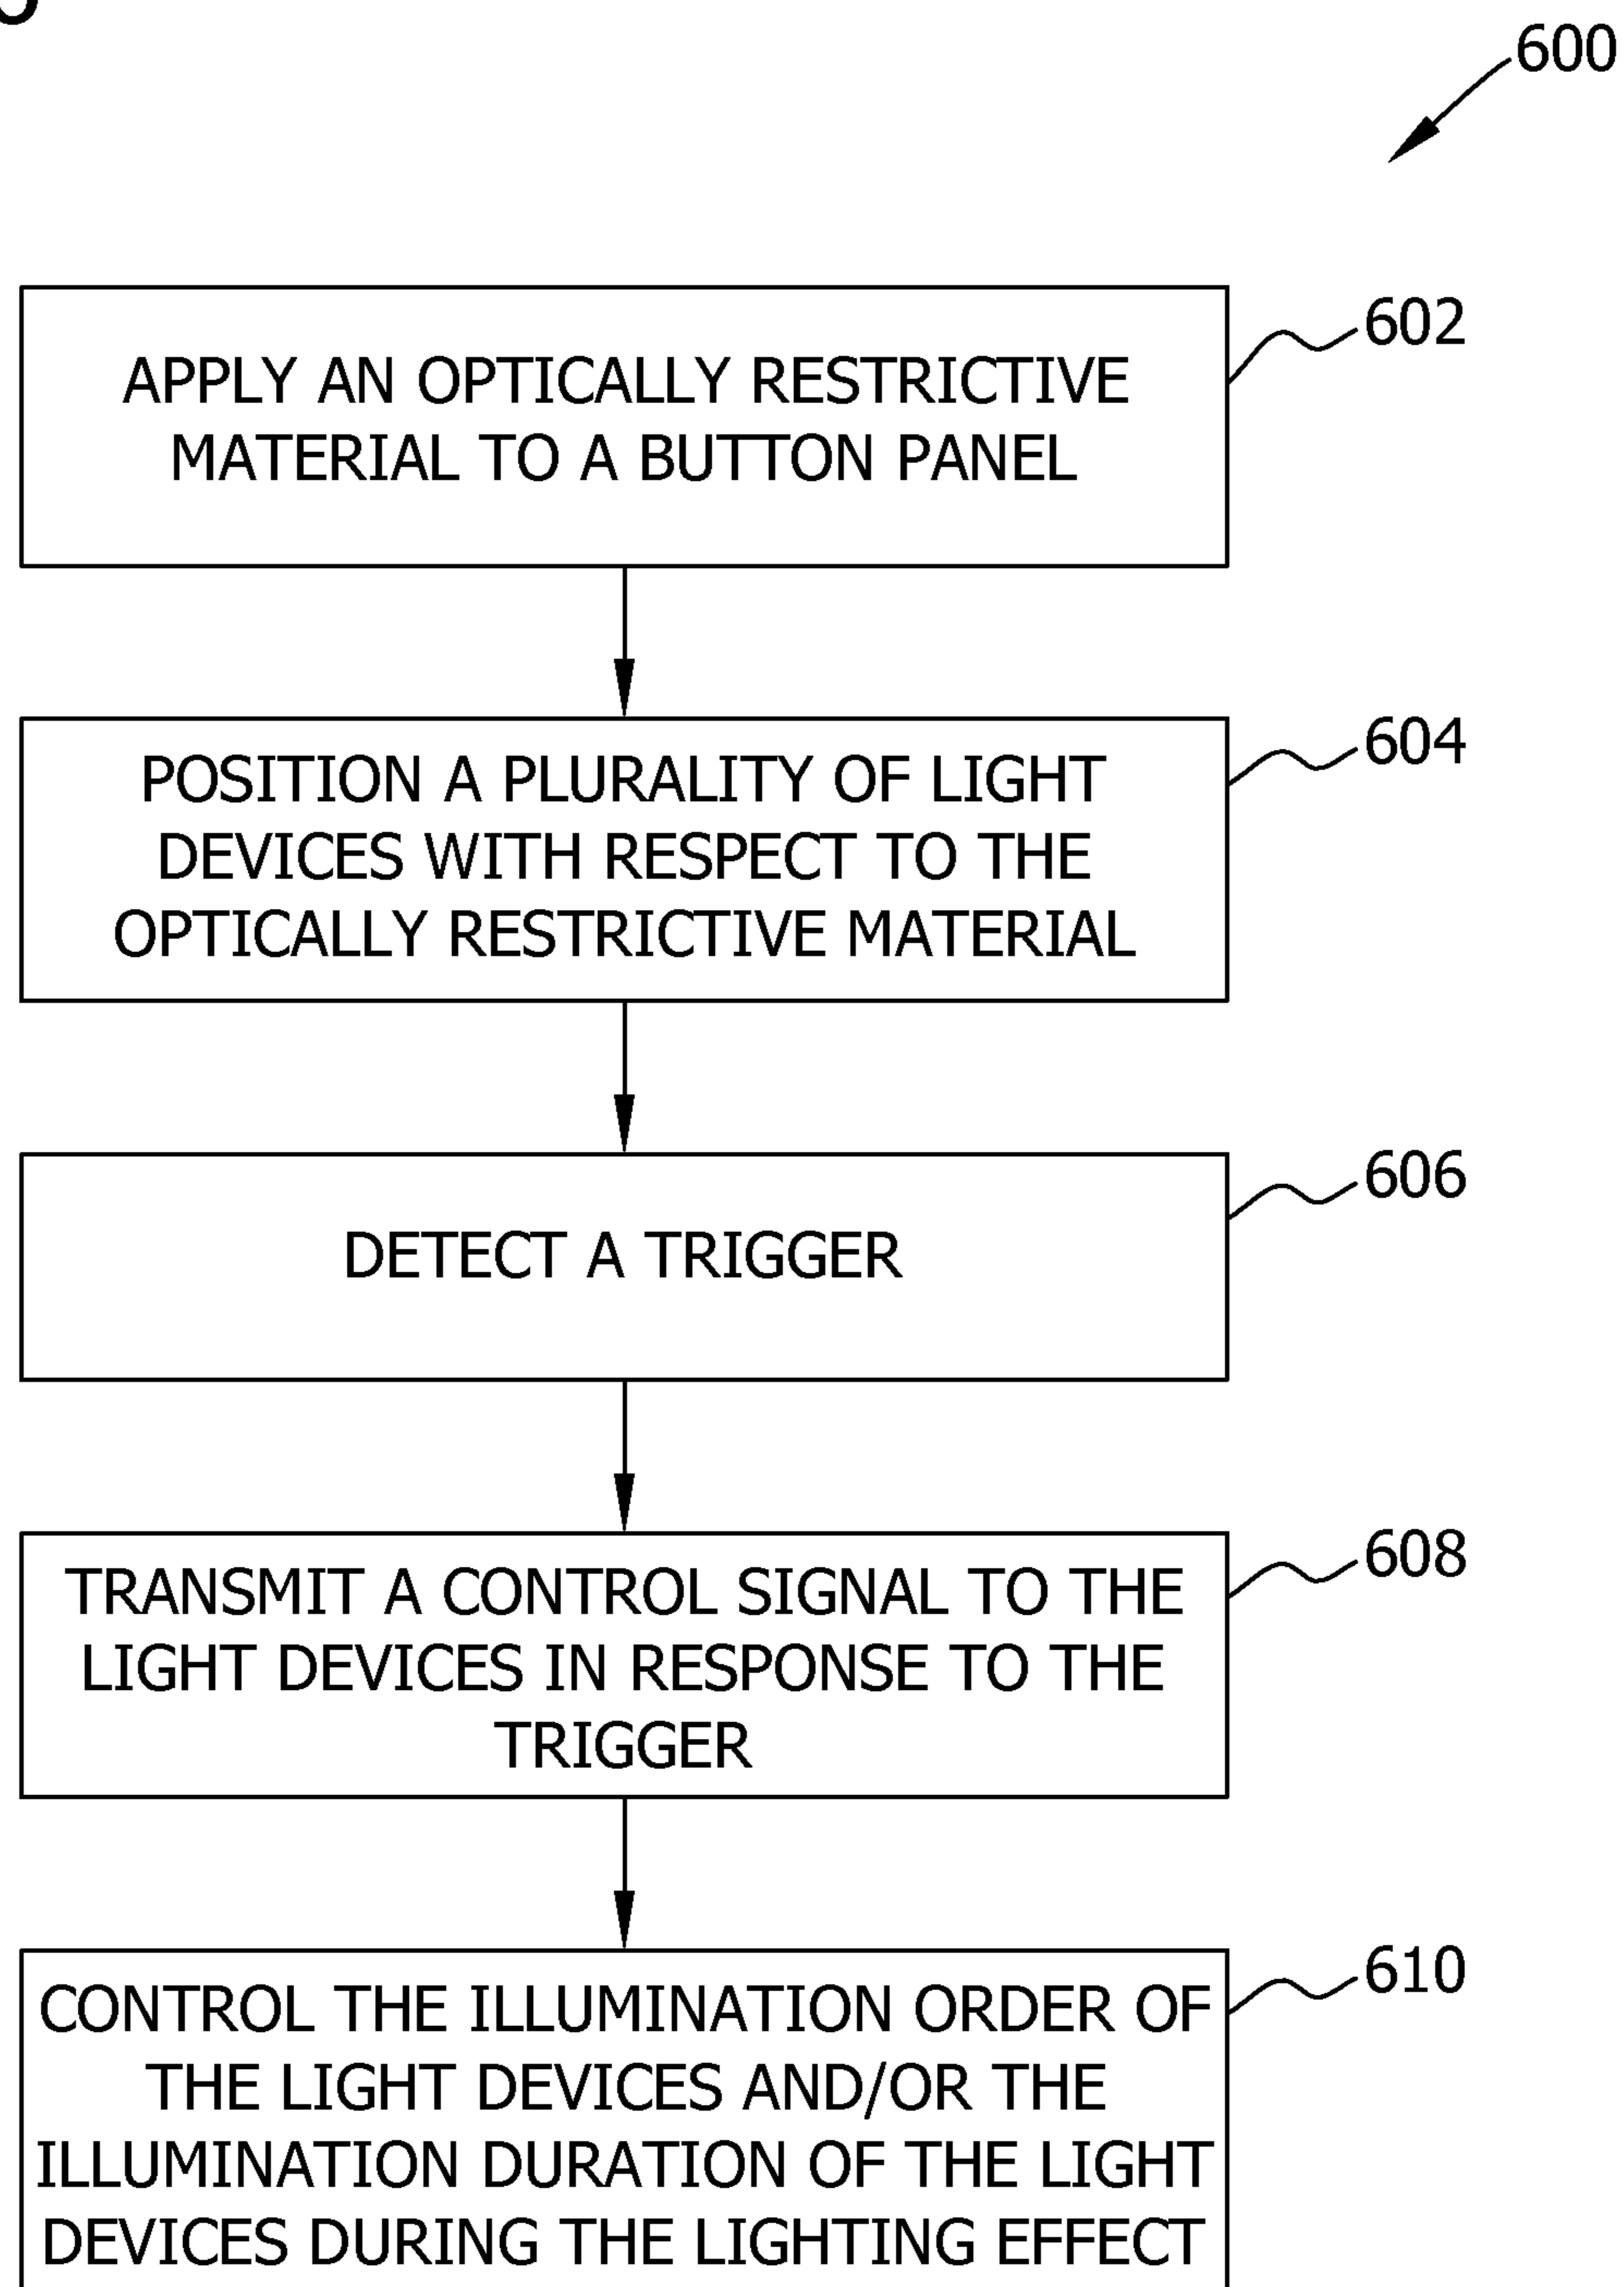 600
APPLY AN OPTICALLY RESTRICTIVE
MATERIAL TO A BUTTON PANEL
602
POSITION A PLURALITY OF LIGHT
DEVICES WITH RESPECT TO THE
OPTICALLY RESTRICTIVE MATERIAL
604
DETECT A TRIGGER
606
TRANSMIT A CONTROL SIGNAL TO THE
LIGHT DEVICES IN RESPONSE TO THE
TRIGGER
608
CONTROL THE ILLUMINATION ORDER OF
THE LIGHT DEVICES AND/OR THE
ILLUMINATION DURATION OF THE LIGHT
DEVICES DURING THE LIGHTING EFFECT
610